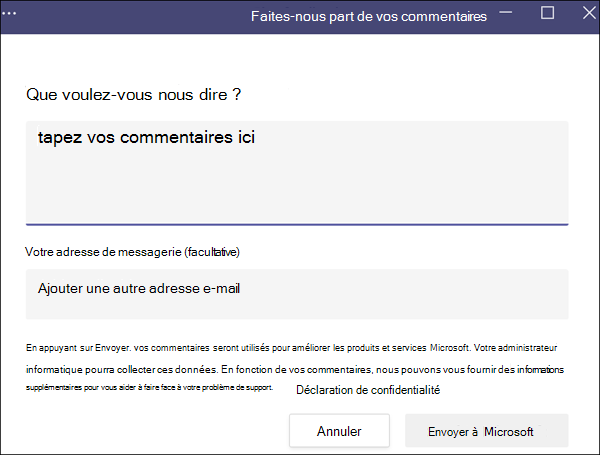 Faites-nous part de vos commentaires
Que voulez-vous nous dire ?
tapez vos commentaires ici
Votre adresse de messagerie (facultative)
Ajouter une autre adresse e-mail
En appuyant sur Envoyer. vos commentaires seront utilisés pour améliorer les produits et services Microsoft. Votre administrateur
informatique pourra collecter ces données. En fonction de vos commentaires, nous pouvons vous fournir des informations
supplémentaires pour vous aider à faire face à votre problème de support. Déclaration de confidentialité
Annuler Envoyer à Microsoft